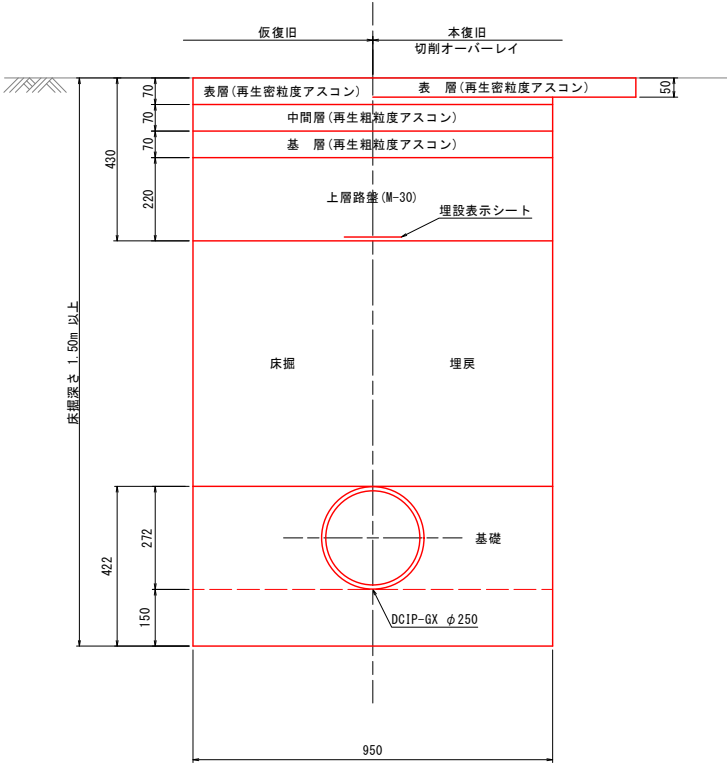 仮復旧
本復旧
切削オーバーレイ
表層(再生密粒度アスコン)
表　層(再生密粒度アスコン)
50
70
中間層(再生粗粒度アスコン)
70
基　層(再生粗粒度アスコン)
70
430
220
上層路盤(M-30)
埋設表示シート
床掘深さ 1.50m 以上
床掘
埋戻
422
272
基礎
150
DCIP-GX φ250
950